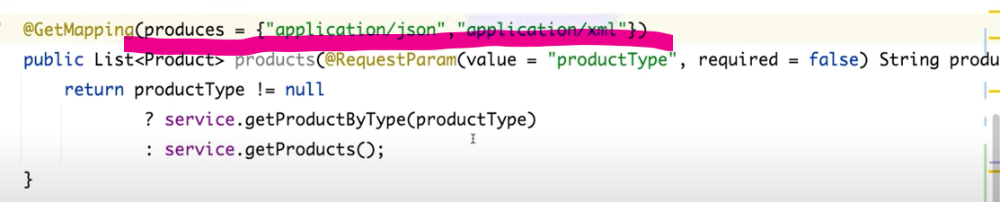 @GetMapping(produces = {"application/json","application/xml"})
public List<Product> products(@RequestParam(value = "productType", required = false) String produ
return productType != null
? service.getProductByType(productType)
: service.getProducts();
}